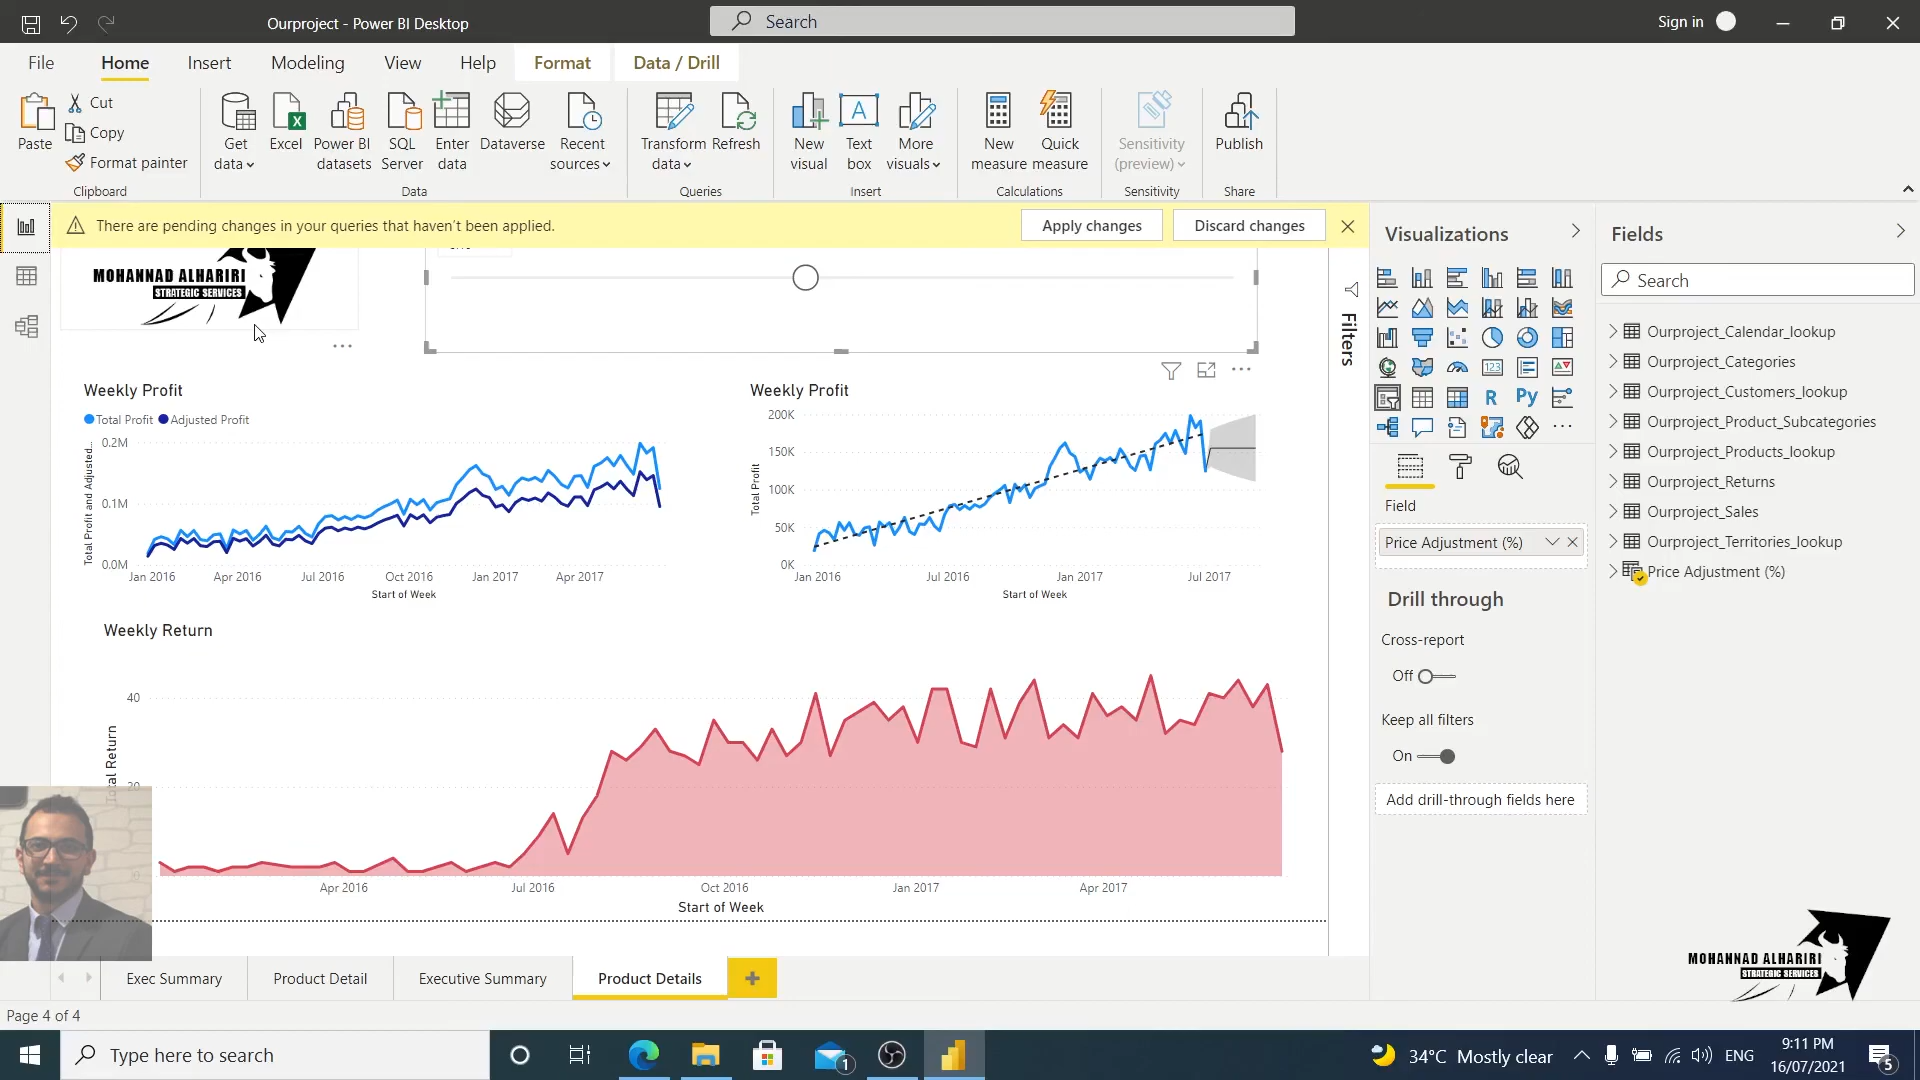 Ourproject - Power BI Desktop
Search
Sign in
File Home Insert Modeling View Help Format Data / Drill
Paste
Cut
Copy
Format painter
Clipboard
Get data
Excel
Power BI datasets
SQL Server
Enter data
Dataverse
Recent sources
Data
Transform data
Refresh
Queries
New visual
Text box
More visuals
Insert
New measure
Quick measure
Calculations
Sensitivity (preview)
Sensitivity
Publish
Share
There are pending changes in your queries that haven't been applied.
Apply changes
Discard changes
MOHANNAD ALHARIRI
STRATEGIC SERVICES
Weekly Profit
Total Profit Adjusted Profit
Total Profit and Adjusted...
0.2M
0.1M
0.0M
Jan 2016 Apr 2016 Jul 2016 Oct 2016 Jan 2017 Apr 2017
Start of Week
Weekly Profit
Total Profit
200K
150K
100K
50K
0K
Jan 2016 Jul 2016 Jan 2017 Jul 2017
Start of Week
Weekly Return
40
20
Apr 2016 Jul 2016 Oct 2016 Jan 2017 Apr 2017
Start of Week
Filters
Visualizations
123
R
Py
Field
Price Adjustment (%)
Drill through
Cross-report
Off
Keep all filters
On
Add drill-through fields here
Fields
Search
Ourproject_Calendar_lookup
Ourproject_Categories
Ourproject_Customers_lookup
Ourproject_Product_Subcategories
Ourproject_Products_lookup
Ourproject_Returns
Ourproject_Sales
Ourproject_Territories_lookup
Price Adjustment (%)
MOHANNAD ALHARIRI
STRATEGIC SERVICES
Exec Summary
Product Detail
Executive Summary
Product Details
Page 4 of 4
Type here to search
1
34°C Mostly clear
ENG
9:11 PM
16/07/2021
5